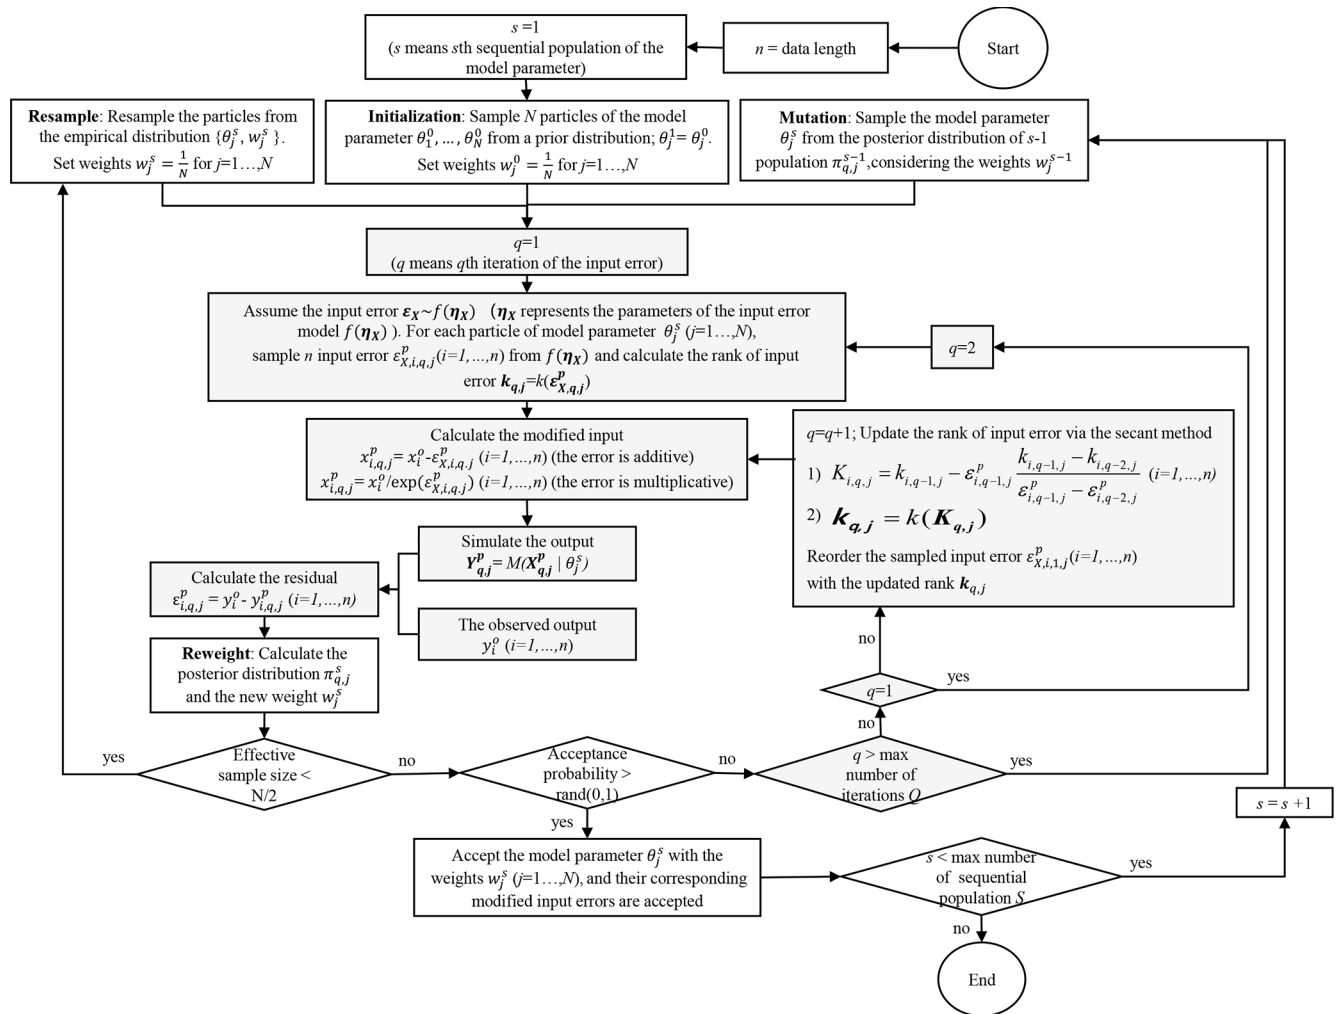 s =1
(s means sth sequential population of the
model parameter)
n = data length
Start
Resample: Resample the particles from
the empirical distribution {θ_j^s, w_j^s }.
Set weights w_j^s = 1/N for j=1…,N
Initialization: Sample N particles of the model
parameter θ_1^0, …, θ_N^0 from a prior distribution; θ_j^1= θ_j^0.
Set weights w_j^0 = 1/N for j=1…,N
Mutation: Sample the model parameter
θ_j^s from the posterior distribution of s-1
population π_{q,j}^{s−1},considering the weights w_j^{s−1}
q=1
(q means qth iteration of the input error)
Assume the input error ε_X~f(η_X) (η_X represents the parameters of the input error
model f(η_X) ). For each particle of model parameter θ_j^s (j=1…,N),
sample n input error ε_{X,i,q,j}^p(i=1,…,n) from f(η_X) and calculate the rank of input
error k_{q,j}=k(ε_{X,q,j}^p)
q=2
Calculate the modified input
x_{i,q,j}^p= x_i^o-ε_{X,i,q.j}^p (i=1,…,n) (the error is additive)
x_{i,q,j}^p= x_i^o/exp(ε_{X,i,q.j}^p) (i=1,…,n) (the error is multiplicative)
q=q+1; Update the rank of input error via the secant method
1) K_{i,q,j} = k_{i,q−1,j} − ε_{i,q−1,j}^p (k_{i,q−1,j} − k_{i,q−2,j})/(ε_{i,q−1,j}^p − ε_{i,q−2,j}^p) (i=1,…,n)
2) k_{q,j} = k(K_{q,j})
Reorder the sampled input error ε_{X,i,1,j}^p(i=1,…,n)
with the updated rank k_{q,j}
Simulate the output
Y_{q,j}^p= M(X_{q,j}^p | θ_j^s)
Calculate the residual
ε_{i,q,j}^p = y_i^o- y_{i,q,j}^p (i=1,…,n)
The observed output
y_i^o (i=1,…,n)
Reweight: Calculate the
posterior distribution π_{q,j}^s
and the new weight w_j^s
no
q=1
yes
no
yes
Effective
sample size <
N/2
no
Acceptance
probability >
rand(0,1)
no
q > max
number of
iterations Q
yes
s = s +1
yes
Accept the model parameter θ_j^s with the
weights w_j^s (j=1…,N), and their corresponding
modified input errors are accepted
s < max number
of sequential
population S
yes
no
End